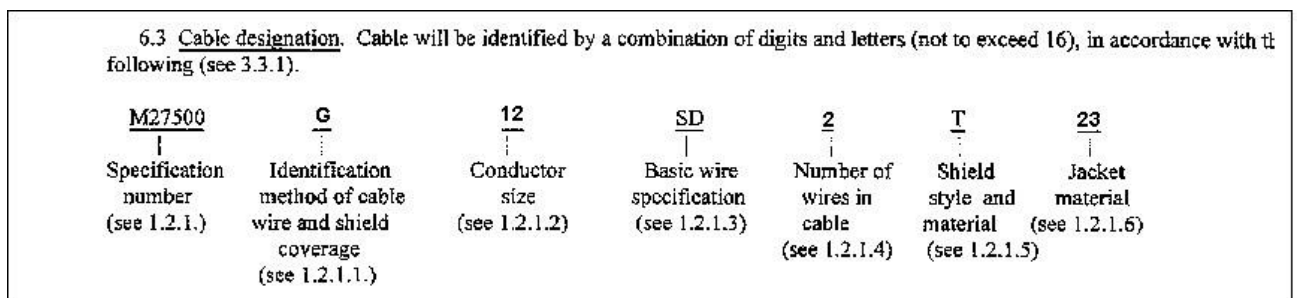 6.3 Cable designation. Cable will be identified by a combination of digits and letters (not to exceed 16), in accordance with th
following (see 3.3.1).
M27500 G 12 SD 2 T 23
Specification Identification Conductor Basic wire Number of Shield Jacket
number method of cable size specification wires in style and material
(see 1.2.1.) wire and shield (see 1.2.1.2) (see 1.2.1.3) cable material (see 1.2.1.6)
coverage (see 1.2.1.4) (see 1.2.1.5)
(see 1.2.1.1.)